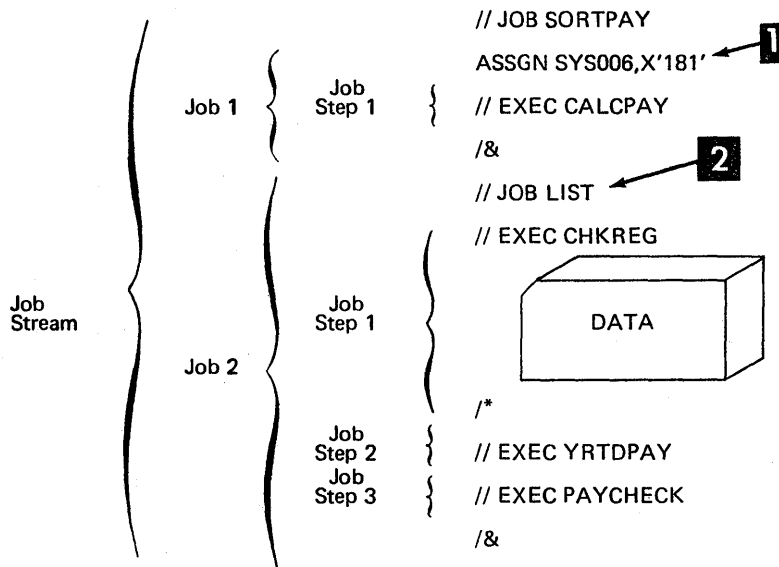 // JOB SORTPAY
1
ASSGN SYS006,X'181'
Job 1
Job
Step 1
// EXEC CALCPAY
/&
2
// JOB LIST
// EXEC CHKREG
Job
Stream
Job 2
Job
Step 1
DATA
/*
Job
Step 2
// EXEC YRTDPAY
Job
Step 3
// EXEC PAYCHECK
/&